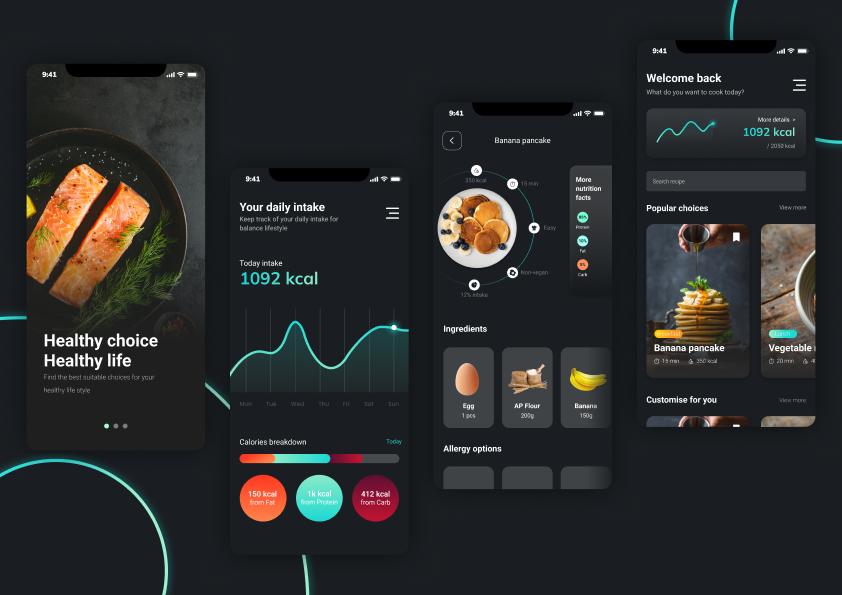 9:41
Healthy choice
Healthy life
Find the best suitable choices for your
healthy life style
9:41
Your daily intake
Keep track of your daily intake for
balance lifestyle
Today intake
1092 kcal
Mon Tue Wed Thu Fri Sat Sun
Calories breakdown
Today
150 kcal
from Fat
1k kcal
from Protein
412 kcal
from Carb
9:41
Banana pancake
350 kcal
15 min
Easy
Non-vegan
12% intake
More
nutrition
facts
Protein
Fat
Carb
Ingredients
Egg
1 pcs
AP Flour
200g
Banana
150g
Allergy options
9:41
Welcome back
What do you want to cook today?
More details >
1092 kcal
/ 2050 kcal
Search recipe
Popular choices
View more
Breakfast
Banana pancake
15 min
350 kcal
Lunch
Vegetable
20 min
Customise for you
View more